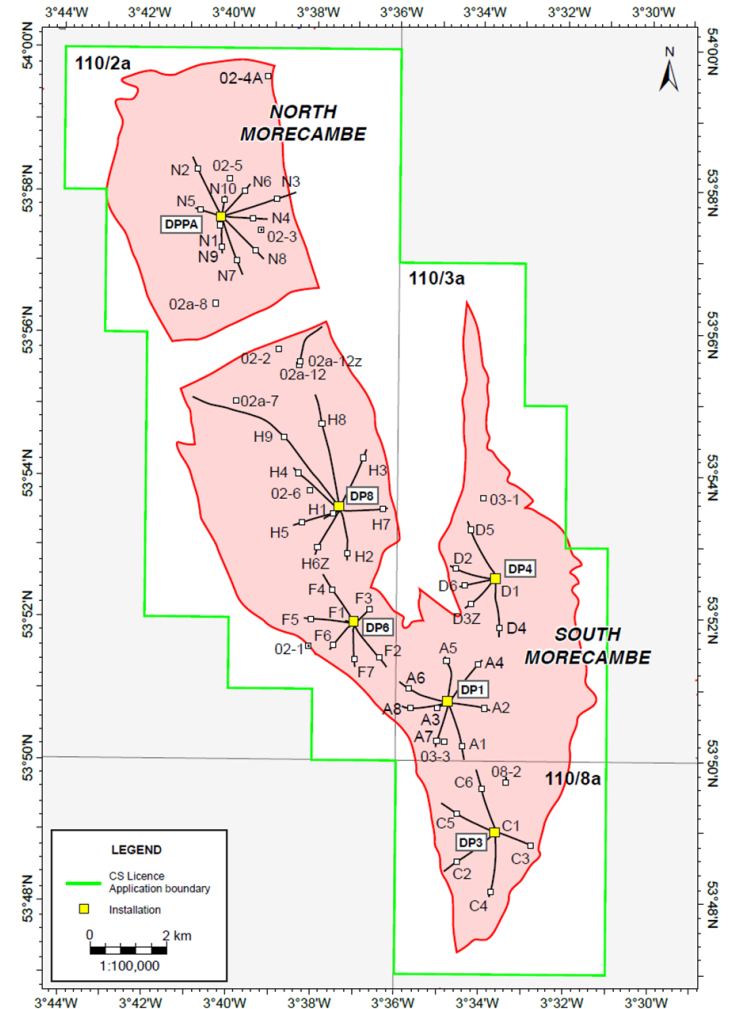 3°44'W 3°42'W 3°40'W 3°38'W 3°36'W 3°34'W 3°32'W 3°30'W
54°00'N
54°00'N
110/2a
N
02-4A
NORTH
MORECAMBE
N2
02-5
N10
N6
N3
53°58'N
53°58'N
N5
DPPA
N4
02-3
N1
N9
N8
N7
110/3a
02a-8
53°56'N
53°56'N
02-2
02a-12z
02a-12
02a-7
H8
H9
H3
53°54'N
53°54'N
H4
02-6
DP8
03-1
H1
H7
H5
D5
H6Z
H2
D2
DP4
F4
D6
D1
F3
53°52'N
53°52'N
F5
F1
D3Z
F6
DP6
D4
SOUTH
MORECAMBE
02-1
F2
F7
A5
A4
A6
DP1
A8
A3
A2
A7
A1
03-3
53°50'N
53°50'N
C6
08-2
110/8a
C5
C1
DP3
C3
C2
C4
53°48'N
53°48'N
LEGEND
CS Licence
Application boundary
Installation
0 2 km
1:100,000
3°44'W 3°42'W 3°40'W 3°38'W 3°36'W 3°34'W 3°32'W 3°30'W